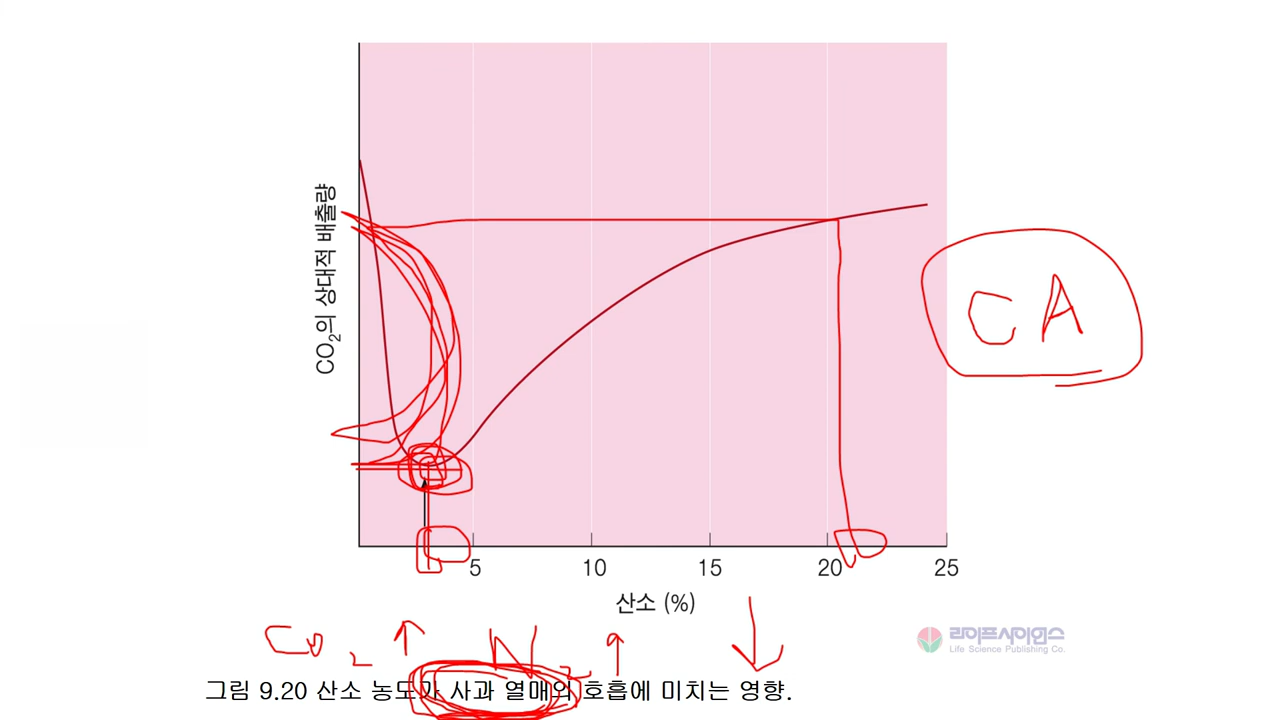 CO₂의 상대적 배출량
CA
5 10 15 20 25
산소 (%)
라이프사이언스
Life Science Publishing Co.
CO₂ ↑ N₂ ↑ ↓
그림 9.20 산소 농도가 사과 열매의 호흡에 미치는 영향.